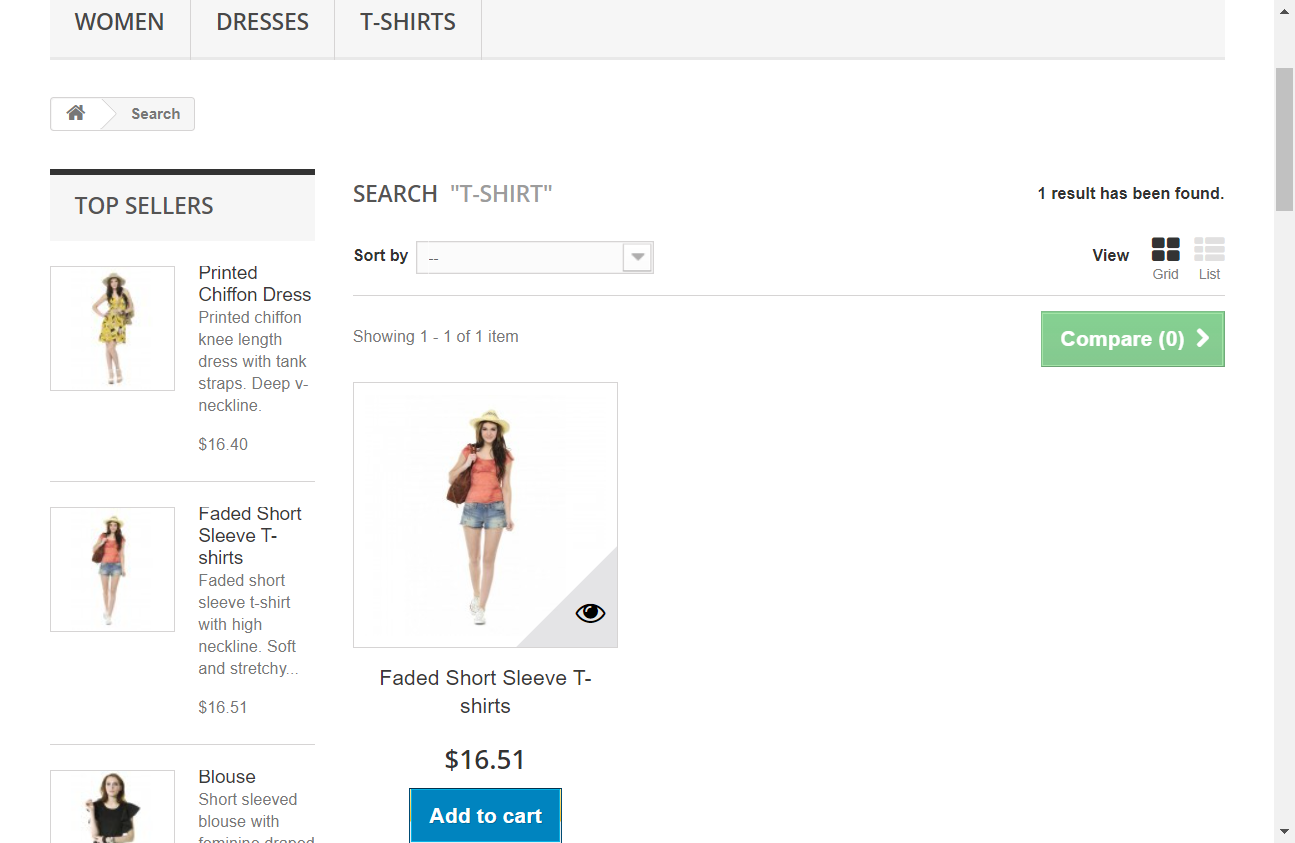 WOMEN
DRESSES
T-SHIRTS
Search
TOP SELLERS
Printed
Chiffon Dress
Printed chiffon
knee length
dress with tank
straps. Deep v-
neckline.
$16.40
Faded Short
Sleeve T-
shirts
Faded short
sleeve t-shirt
with high
neckline. Soft
and stretchy...
$16.51
Blouse
Short sleeved
blouse with
feminine draped
SEARCH "T-SHIRT"
1 result has been found.
Sort by --
View
Grid
List
Showing 1 - 1 of 1 item
Compare (0)
Faded Short Sleeve T-
shirts
$16.51
Add to cart